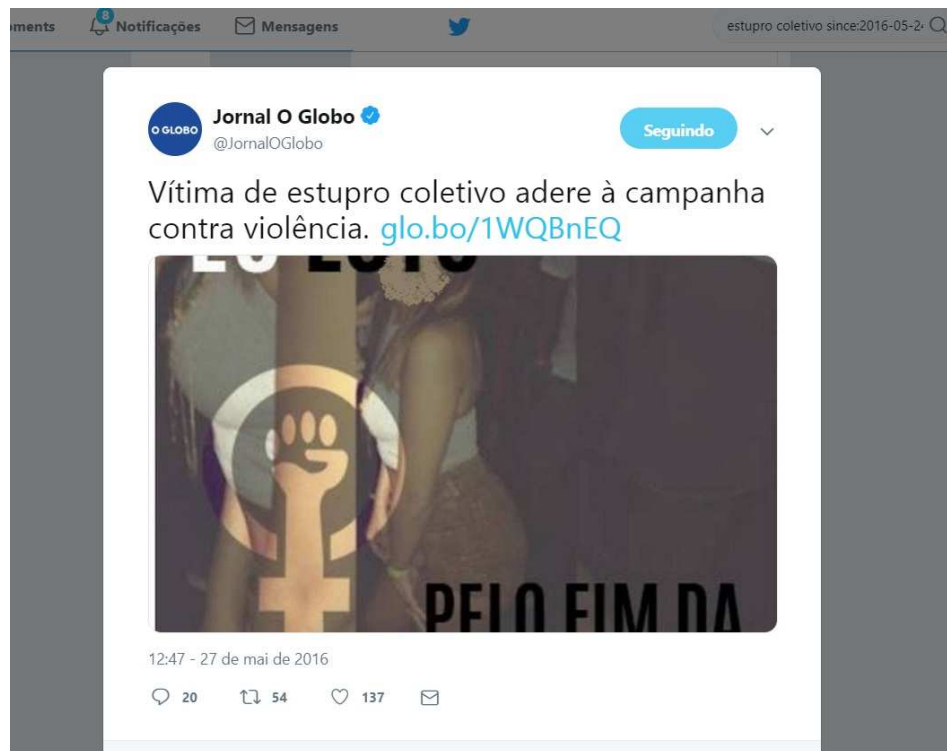 Notificações
8
Mensagens
estupro coletivo since:2016-05-2
O GLOBO
Jornal O Globo
@JornalOGlobo
Seguindo
Vítima de estupro coletivo adere à campanha
contra violência. glo.bo/1WQBnEQ
PELO FIM DA
12:47 - 27 de mai de 2016
20 54 137